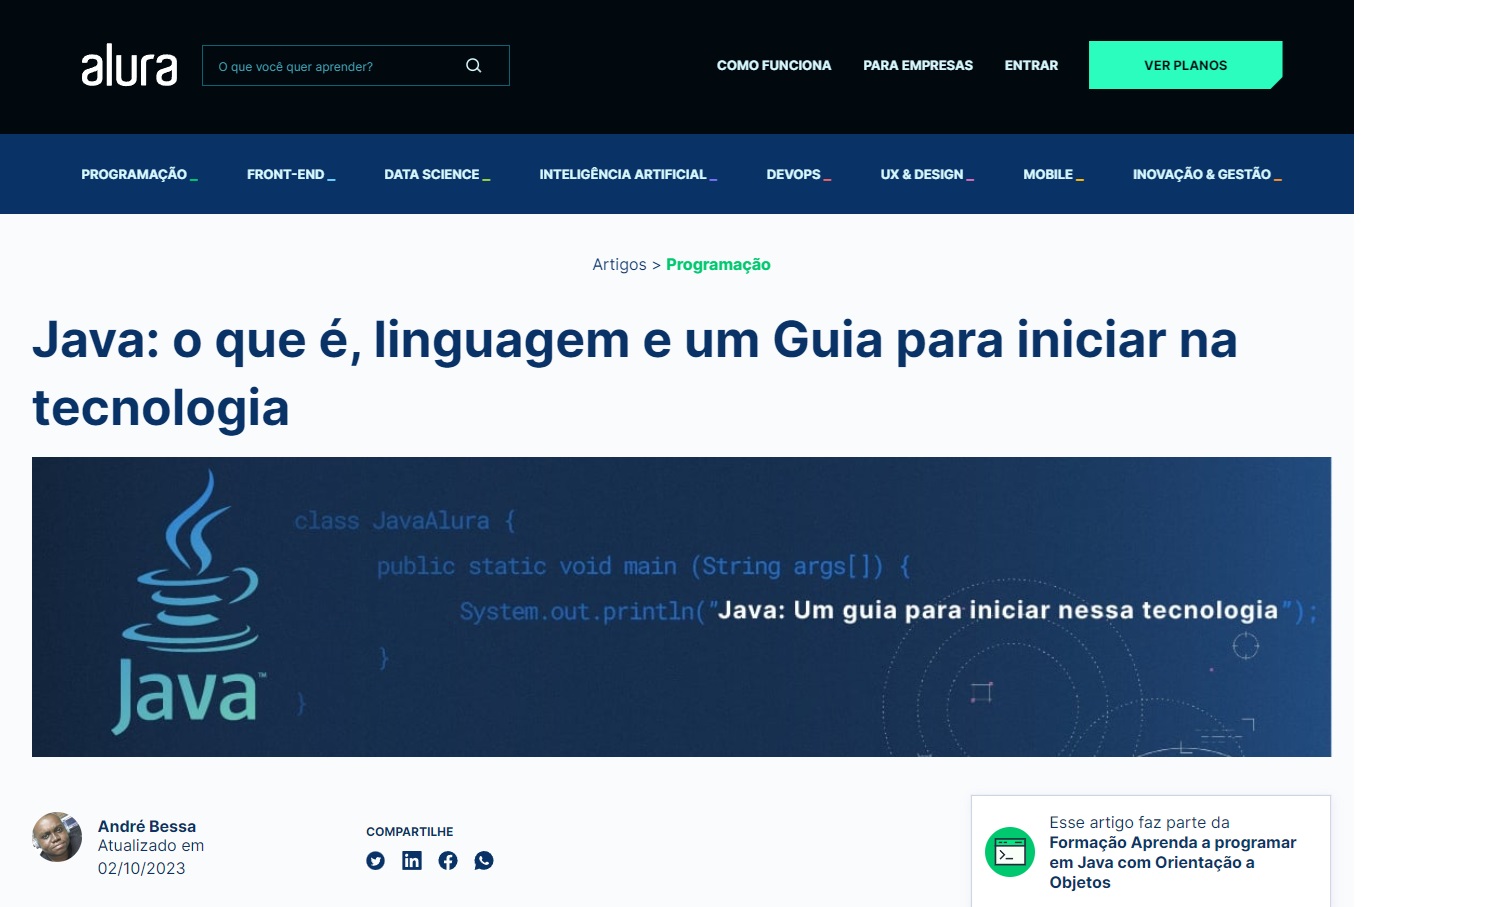 alura
O que você quer aprender?
COMO FUNCIONA
PARA EMPRESAS
ENTRAR
VER PLANOS
PROGRAMAÇÃO _
FRONT-END _
DATA SCIENCE _
INTELIGÊNCIA ARTIFICIAL _
DEVOPS _
UX & DESIGN _
MOBILE _
INOVAÇÃO & GESTÃO _
Artigos > Programação
Java: o que é, linguagem e um Guia para iniciar na
tecnologia
class JavaAlura {
public static void main (String args[]) {
System.out.println("Java: Um guia para iniciar nessa tecnologia");
}
}
Java™
André Bessa
Atualizado em
02/10/2023
COMPARTILHE
Esse artigo faz parte da
Formação Aprenda a programar
em Java com Orientação a
Objetos